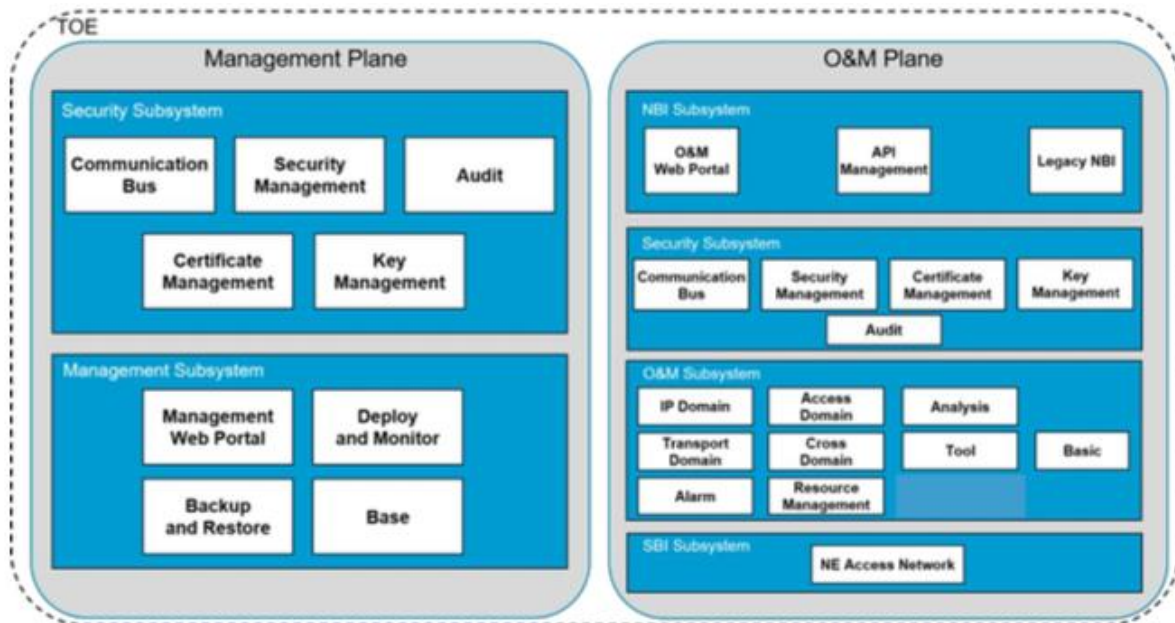 TOE
Management Plane
Security Subsystem
Communication
Bus
Security
Management
Audit
Certificate
Management
Key
Management
Management Subsystem
Management
Web Portal
Deploy
and Monitor
Backup
and Restore
Base
O&M Plane
NBI Subsystem
O&M
Web Portal
API
Management
Legacy NBI
Security Subsystem
Communication
Bus
Security
Management
Certificate
Management
Key
Management
Audit
O&M Subsystem
IP Domain
Access
Domain
Analysis
Transport
Domain
Cross
Domain
Tool
Basic
Alarm
Resource
Management
SBI Subsystem
NE Access Network